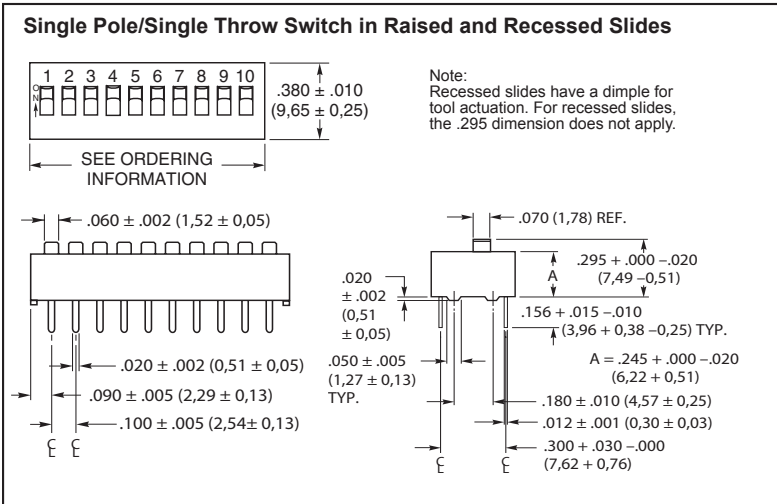 Single Pole/Single Throw Switch in Raised and Recessed Slides
1 2 3 4 5 6 7 8 9 10
O
N
.380 ± .010
(9,65 ± 0,25)
Note:
Recessed slides have a dimple for
tool actuation. For recessed slides,
the .295 dimension does not apply.
SEE ORDERING
INFORMATION
.060 ± .002 (1,52 ± 0,05)
.020 ± .002 (0,51 ± 0,05)
.090 ± .005 (2,29 ± 0,13)
.100 ± .005 (2,54± 0,13)
CL CL
.070 (1,78) REF.
A
.295 + .000 –.020
(7,49 –0,51)
.020
± .002
(0,51
± 0,05)
.156 + .015 –.010
(3,96 + 0,38 –0,25) TYP.
.050 ± .005
(1,27 ± 0,13)
TYP.
A = .245 + .000 –.020
(6,22 + 0,51)
.180 ± .010 (4,57 ± 0,25)
.012 ± .001 (0,30 ± 0,03)
.300 + .030 –.000
(7,62 + 0,76)
CL CL